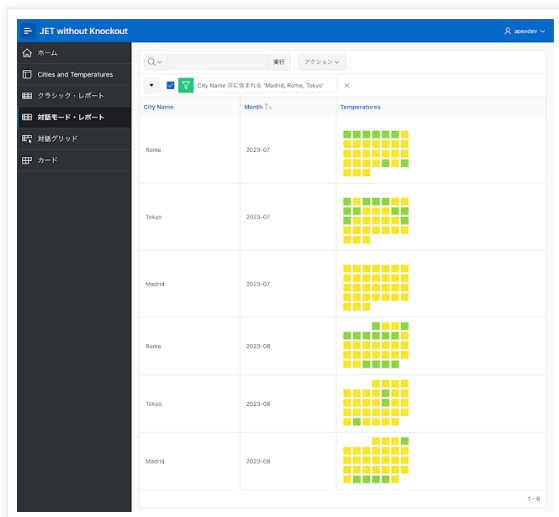 JET without Knockout
apexdev
ホーム
Cities and Temperatures
クラシック・レポート
対話モード・レポート
対話グリッド
カード
実行
アクション
City Name 次に含まれる 'Madrid, Rome, Tokyo'
City Name
Month
Temperatures
Rome
2023-07
Tokyo
2023-07
Madrid
2023-07
Rome
2023-08
Tokyo
2023-08
Madrid
2023-08
1 - 6